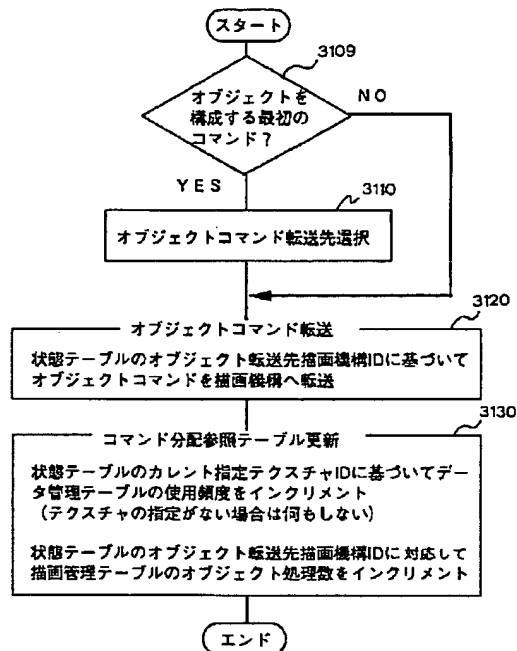 スタート
3109
オブジェクトを
構成する最初の
コマンド?
NO
YES
3110
オブジェクトコマンド転送先選択
3120
オブジェクトコマンド転送
状態テーブルのオブジェクト転送先描画機構IDに基づいて
オブジェクトコマンドを描画機構へ転送
3130
コマンド分配参照テーブル更新
状態テーブルのカレント指定テクスチャIDに基づいてデー
タ管理テーブルの使用頻度をインクリメント
(テクスチャの指定がない場合は何もしない)
状態テーブルのオブジェクト転送先描画機構IDに対応して
描画管理テーブルのオブジェクト処理数をインクリメント
エンド